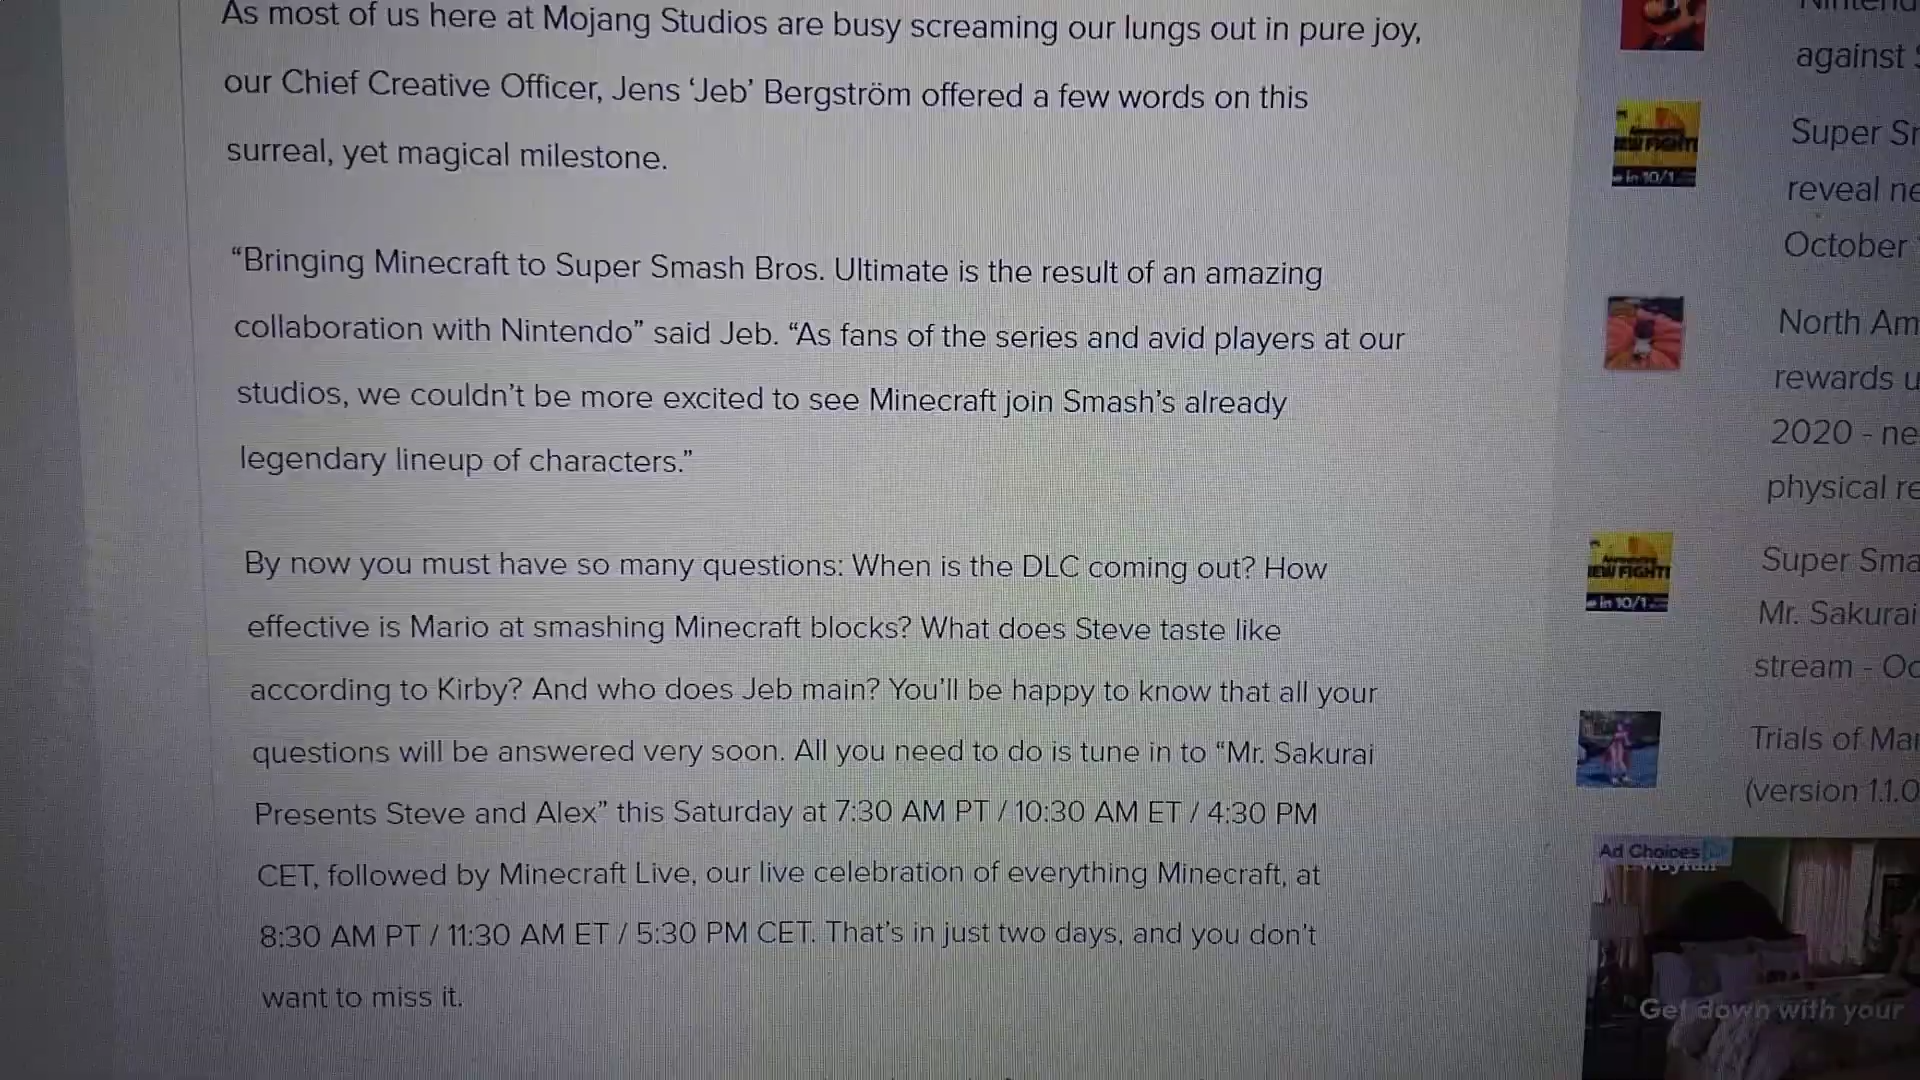 As most of us here at Mojang Studios are busy screaming our lungs out in pure joy,
our Chief Creative Officer, Jens ‘Jeb’ Bergström offered a few words on this
surreal, yet magical milestone.
“Bringing Minecraft to Super Smash Bros. Ultimate is the result of an amazing
collaboration with Nintendo” said Jeb. “As fans of the series and avid players at our
studios, we couldn’t be more excited to see Minecraft join Smash’s already
legendary lineup of characters.”
By now you must have so many questions: When is the DLC coming out? How
effective is Mario at smashing Minecraft blocks? What does Steve taste like
according to Kirby? And who does Jeb main? You’ll be happy to know that all your
questions will be answered very soon. All you need to do is tune in to “Mr. Sakurai
Presents Steve and Alex” this Saturday at 7:30 AM PT / 10:30 AM ET / 4:30 PM
CET, followed by Minecraft Live, our live celebration of everything Minecraft, at
8:30 AM PT / 11:30 AM ET / 5:30 PM CET. That’s in just two days, and you don’t
want to miss it.
against
Super
reveal
October
North
rewards
2020 -
physical
Super
Mr. Sakurai
stream -
Trials of
(version 1.1.0
Ad Choices
Get down with your